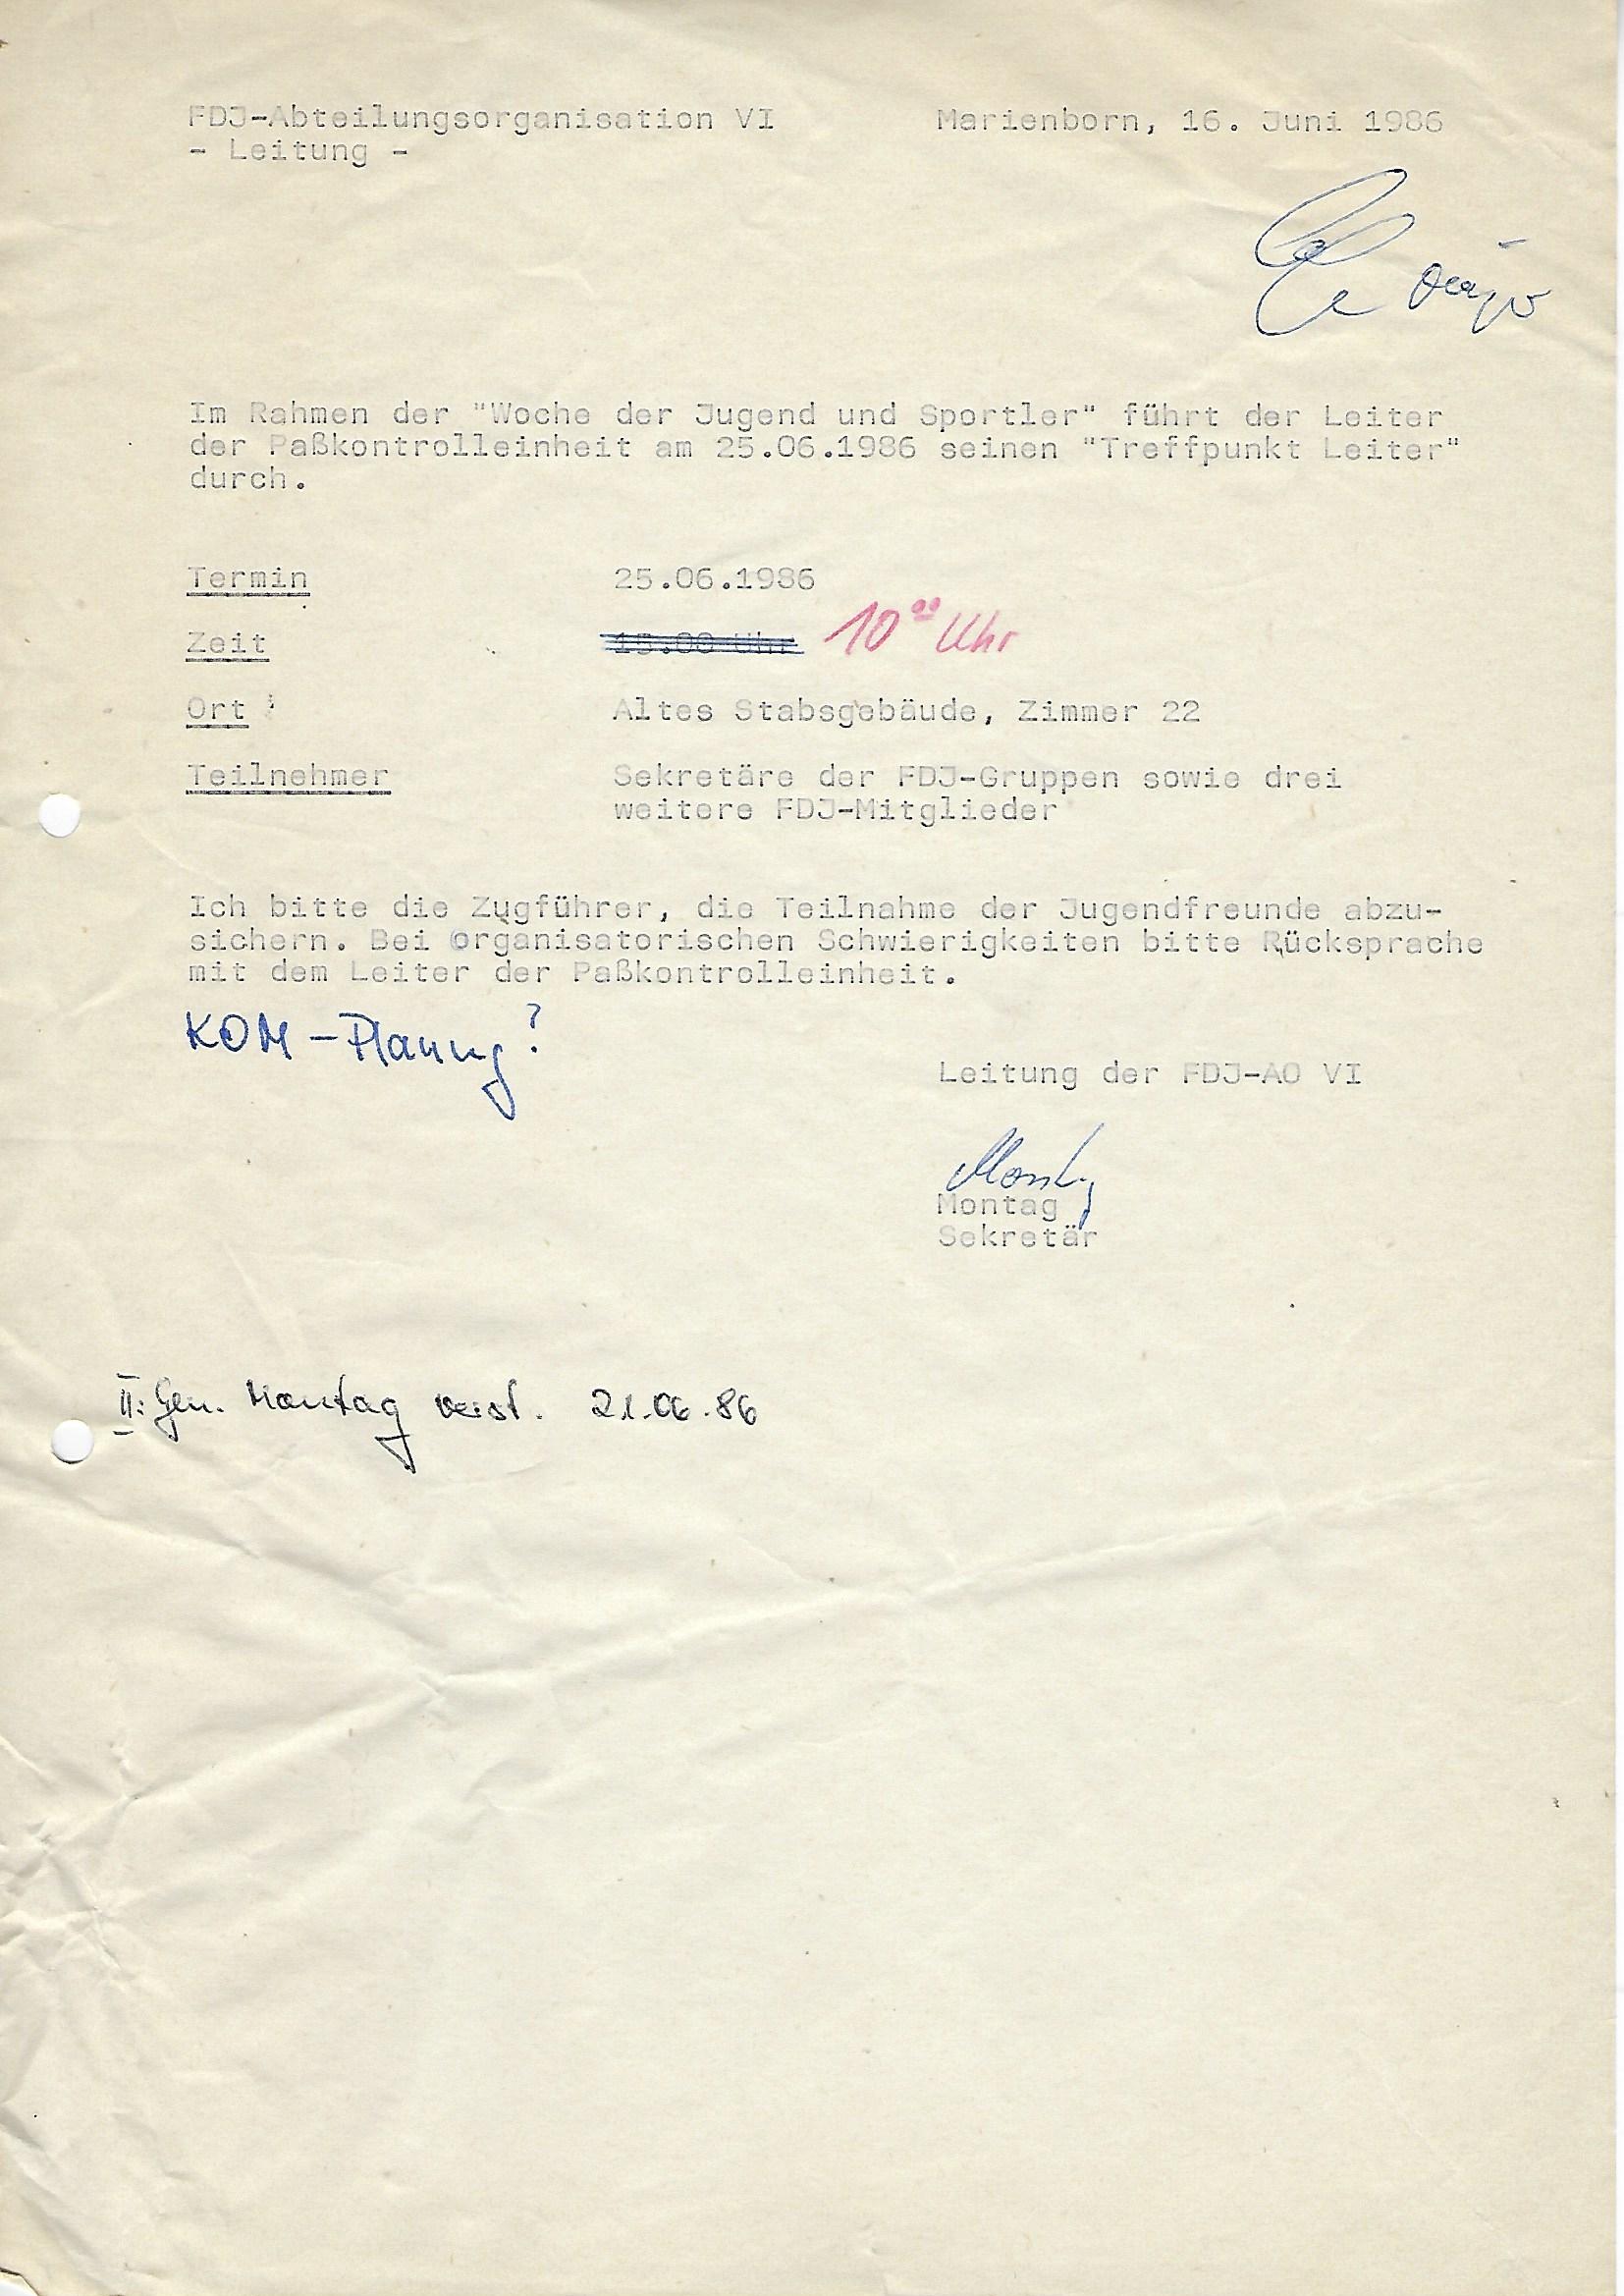 FDJ-Abteilungsorganisation VI Marienborn, 16. Juni 1986
- Leitung -
Im Rahmen der "Woche der Jugend und Sportler" führt der Leiter
der Paßkontrolleinheit am 25.06.1986 seinen "Treffpunkt Leiter"
durch.
Termin 25.06.1986
Zeit 15.00 Uhr 10⁰⁰ Uhr
Ort : Altes Stabsgebäude, Zimmer 22
Teilnehmer Sekretäre der FDJ-Gruppen sowie drei
weitere FDJ-Mitglieder
Ich bitte die Zugführer, die Teilnahme der Jugendfreunde abzu-
sichern. Bei organisatorischen Schwierigkeiten bitte Rücksprache
mit dem Leiter der Paßkontrolleinheit.
KOM-Planung?
Leitung der FDJ-AO VI
Montag
Montag
Sekretär
II: Gen. Montag verst. 21.06.86